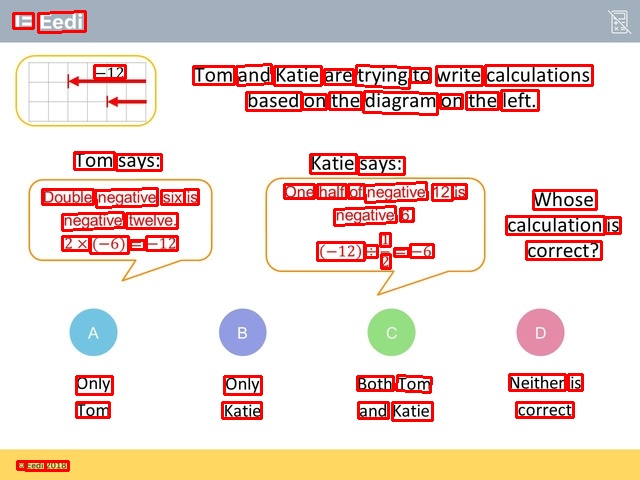 Eedi
−12
Tom and Katie are trying to write calculations
based on the diagram on the left.
Tom says:
Double negative six is
negative twelve.
2 × (−6) = −12
Katie says:
One half of negative 12 is
negative 6.
(−12) ÷ 1/2 = −6
Whose
calculation is
correct?
A
B
C
D
Only
Tom
Only
Katie
Both Tom
and Katie
Neither is
correct
© Eedi 2018